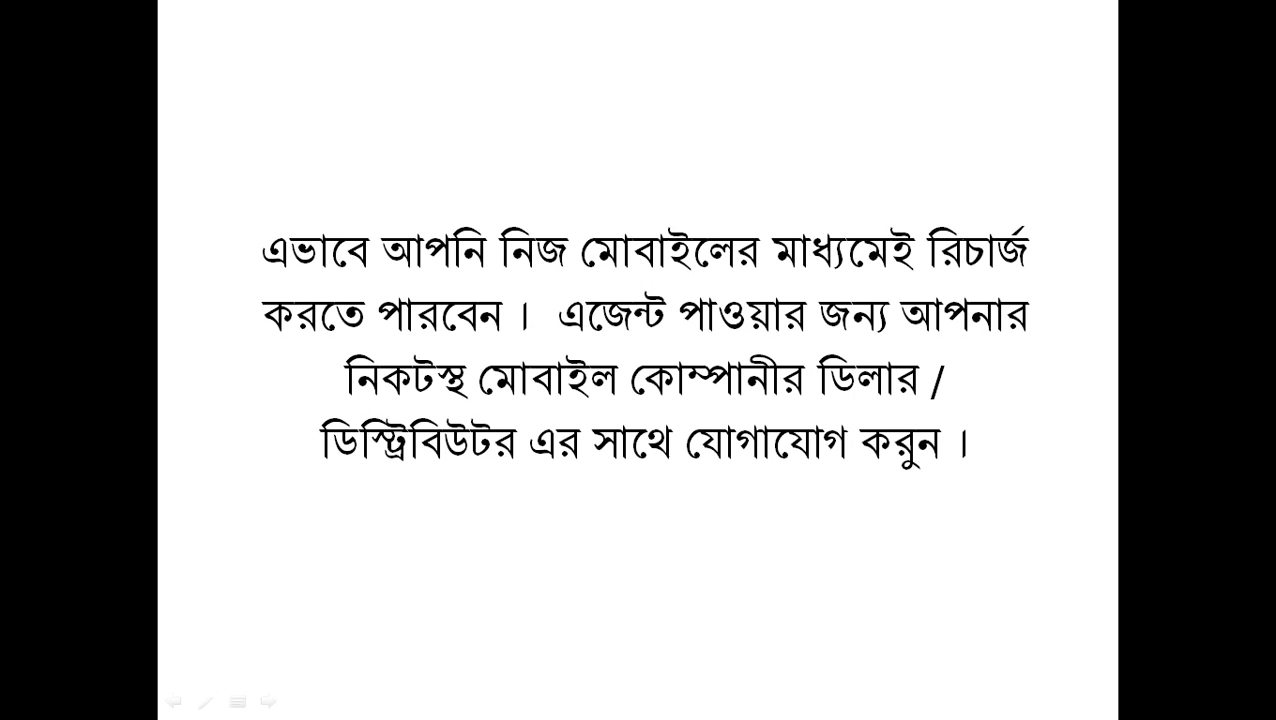 এভাবে আপনি নিজ মোবাইলের মাধ্যমেই রিচার্জ
করতে পারবেন ।  এজেন্ট পাওয়ার জন্য আপনার
নিকটস্থ মোবাইল কোম্পানীর ডিলার /
ডিস্ট্রিবিউটর এর সাথে যোগাযোগ করুন ।